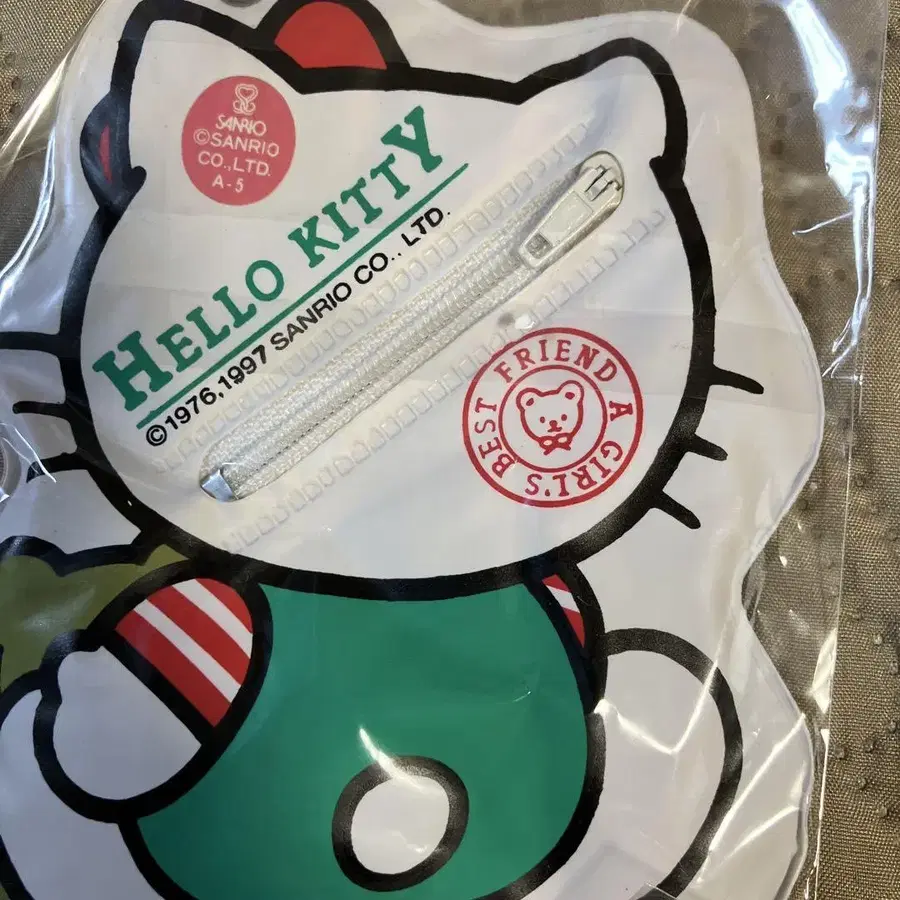 SANRIO
©SANRIO
CO.,LTD.
A-5
HELLO KITTY
©1976,1997 SANRIO CO., LTD.
A GIRL'S BEST FRIEND